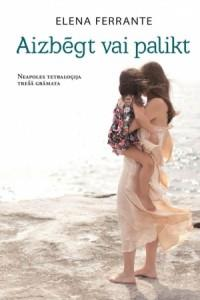 ELENA FERRANTE
Aizbēgt vai palikt
NEAPOLES TETRALOĢIJA
TREŠĀ GRĀMATA